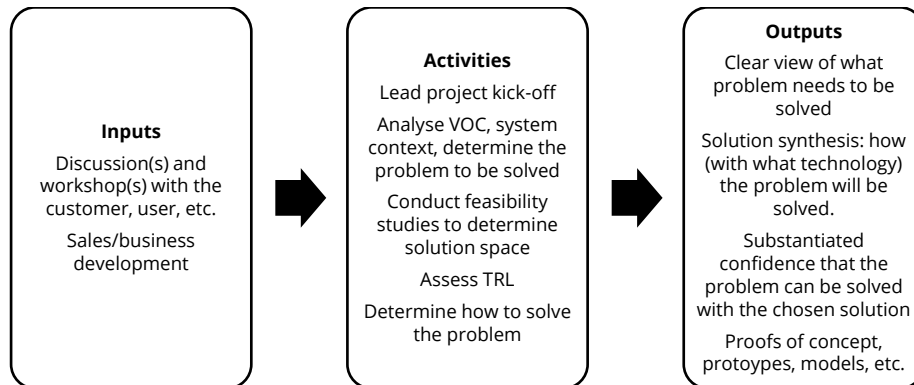 Inputs
Discussion(s) and
workshop(s) with the
customer, user, etc.
Sales/business
development
Activities
Lead project kick-off
Analyse VOC, system
context, determine the
problem to be solved
Conduct feasibility
studies to determine
solution space
Assess TRL
Determine how to solve
the problem
Outputs
Clear view of what
problem needs to be
solved
Solution synthesis: how
(with what technology)
the problem will be
solved.
Substantiated
confidence that the
problem can be solved
with the chosen solution
Proofs of concept,
protoypes, models, etc.